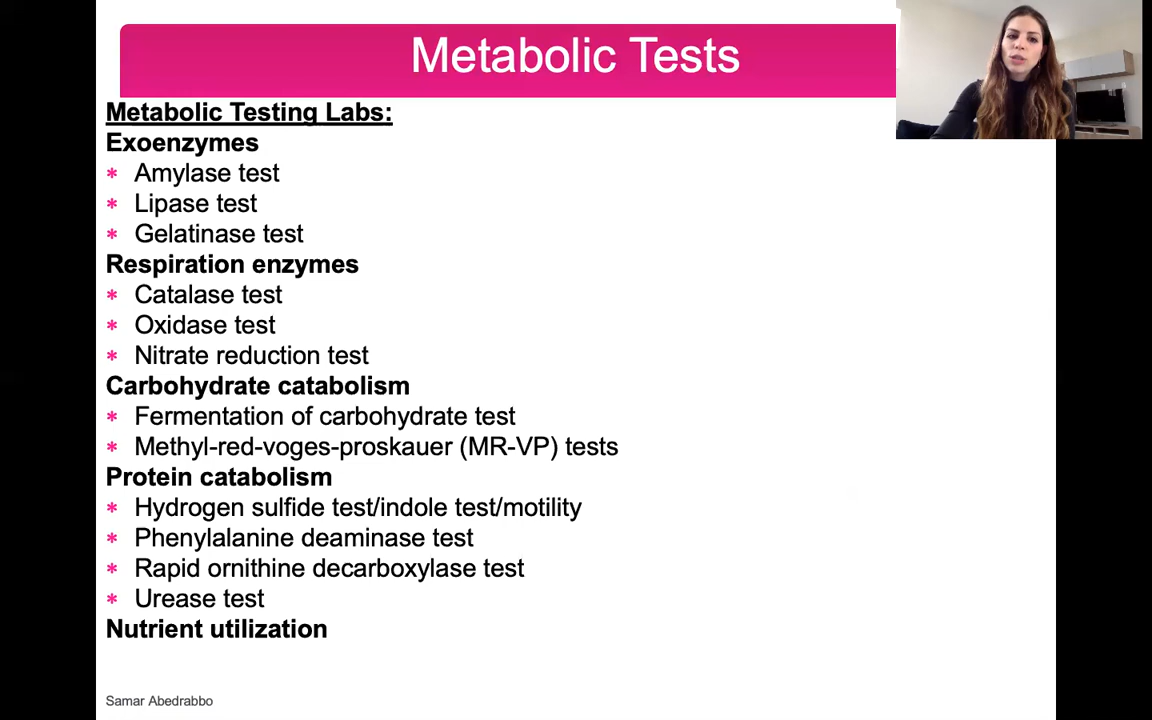 Metabolic Tests
Metabolic Testing Labs:
Exoenzymes
* Amylase test
* Lipase test
* Gelatinase test
Respiration enzymes
* Catalase test
* Oxidase test
* Nitrate reduction test
Carbohydrate catabolism
* Fermentation of carbohydrate test
* Methyl-red-voges-proskauer (MR-VP) tests
Protein catabolism
* Hydrogen sulfide test/indole test/motility
* Phenylalanine deaminase test
* Rapid ornithine decarboxylase test
* Urease test
Nutrient utilization
Samar Abedrabbo